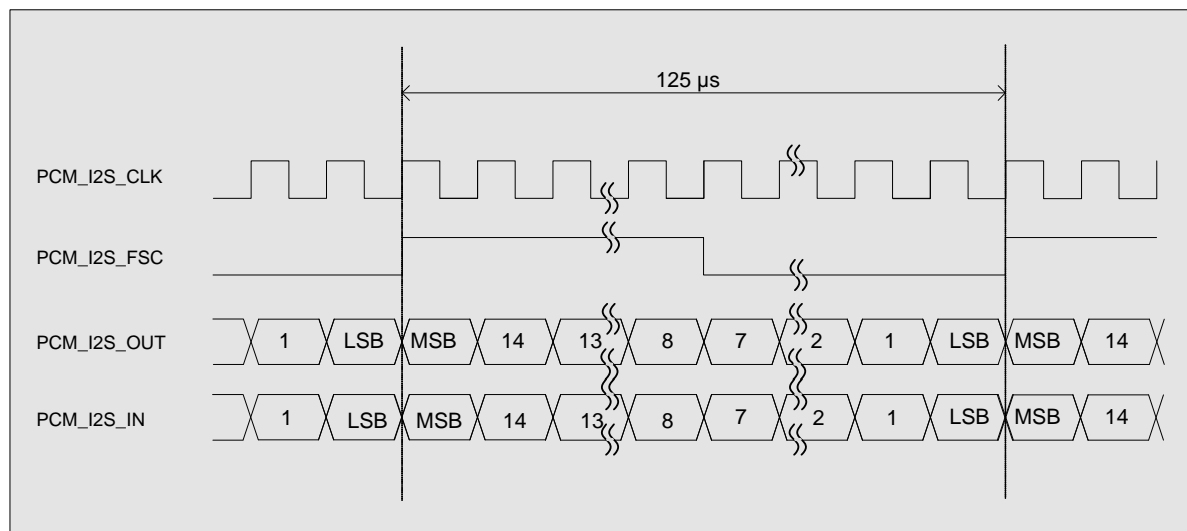 125 µs
PCM_I2S_CLK
PCM_I2S_FSC
PCM_I2S_OUT 1 LSB MSB 14 13 8 7 2 1 LSB MSB 14
PCM_I2S_IN 1 LSB MSB 14 13 8 7 2 1 LSB MSB 14